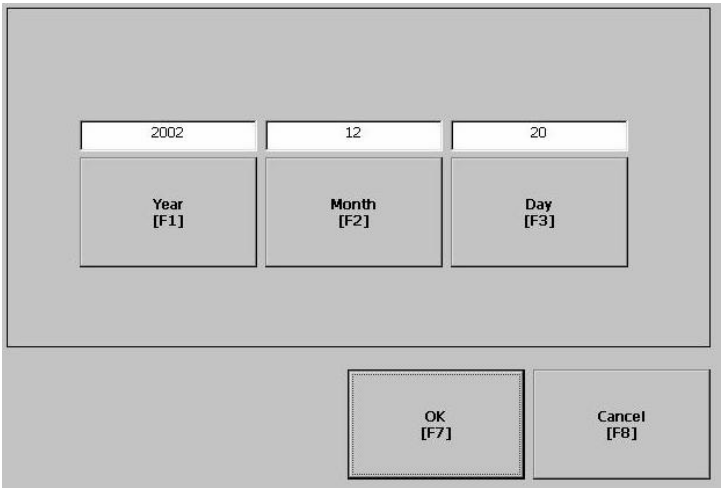 2002 12 20
Year Month Day
[F1] [F2] [F3]
OK Cancel
[F7] [F8]